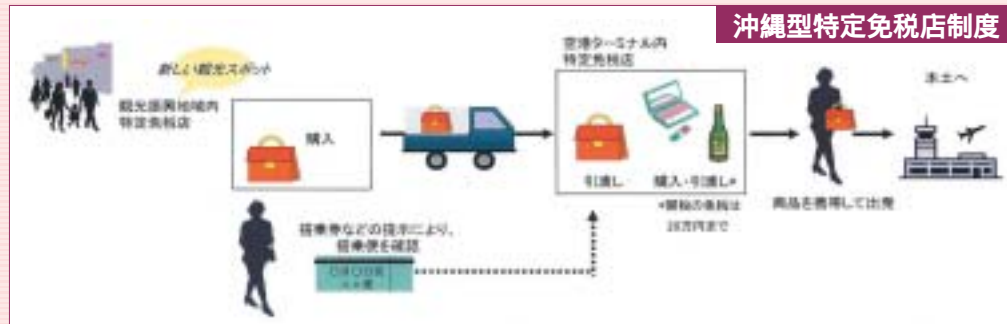 沖縄型特定免税店制度
新しい観光スポット
観光振興地域内
特定免税店
購入
空港ターミナル内
特定免税店
引渡し
購入・引渡し*
*関税の免税は
20万円まで
搭乗券などの提示により、
搭乗便を確認
商品を携帯して出発
本土へ